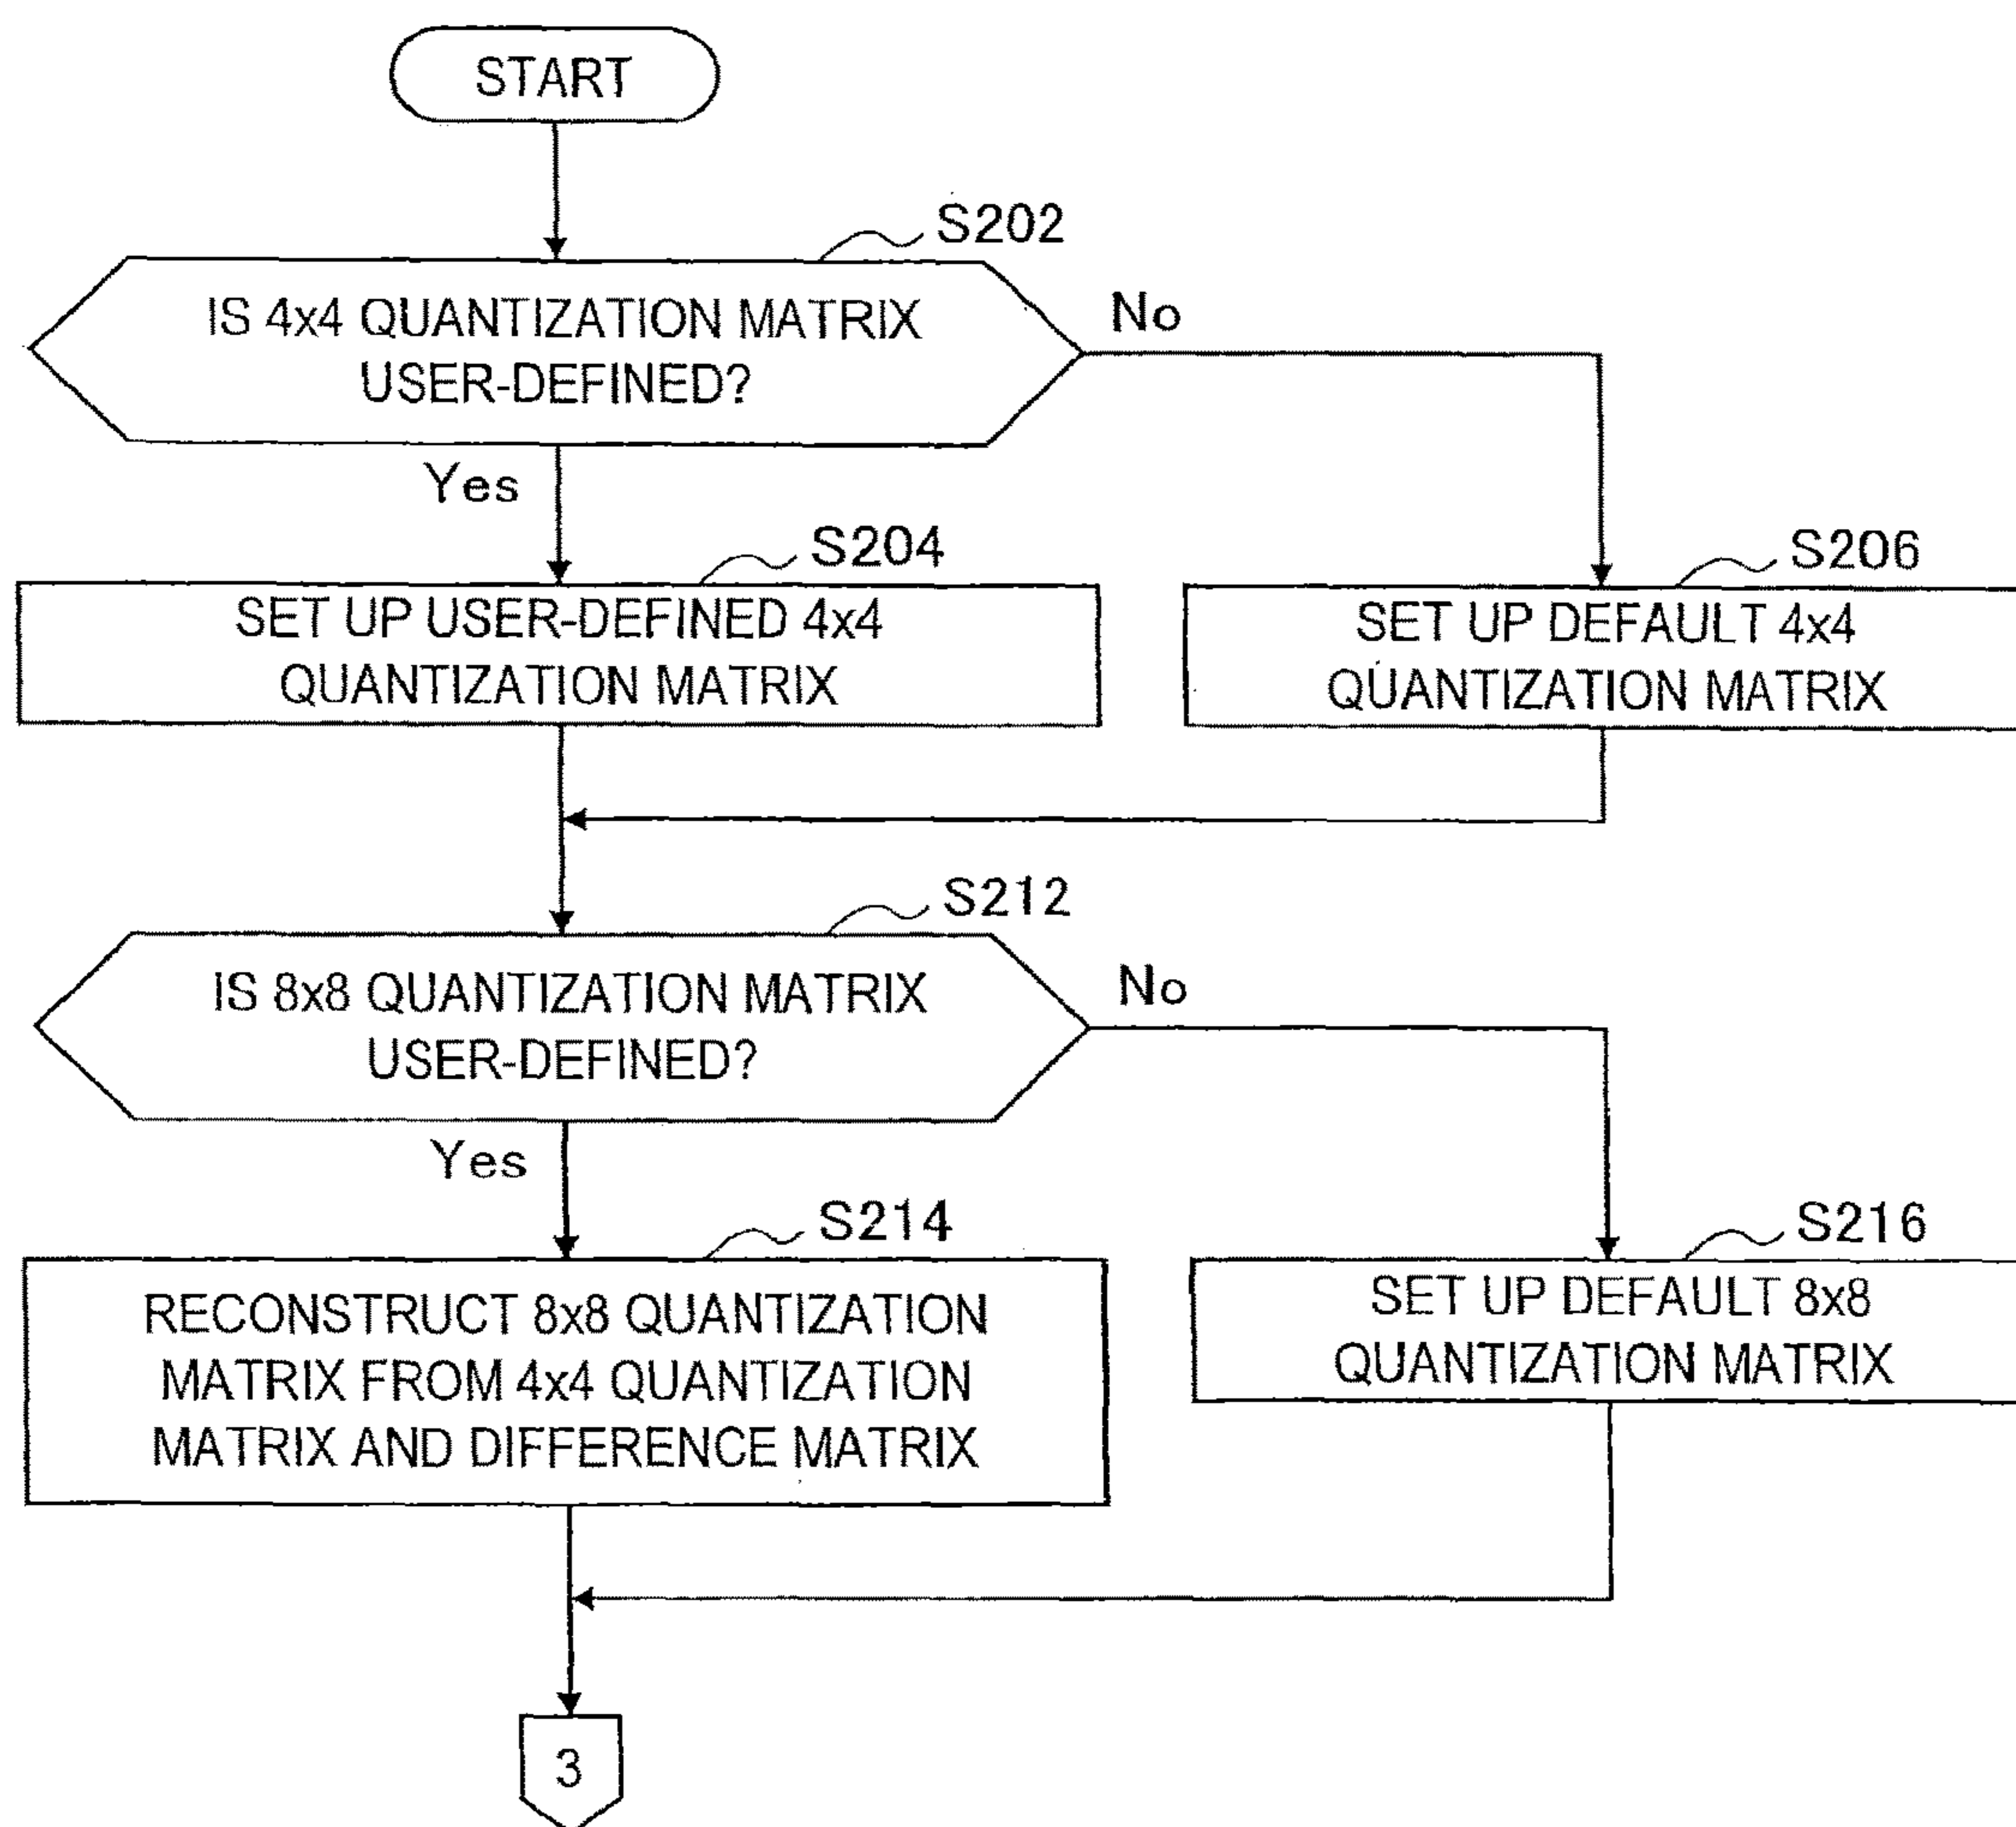 START
S202
IS 4x4 QUANTIZATION MATRIX
USER-DEFINED?
No
Yes
S204
SET UP USER-DEFINED 4x4
QUANTIZATION MATRIX
S206
SET UP DEFAULT 4x4
QUANTIZATION MATRIX
S212
IS 8x8 QUANTIZATION MATRIX
USER-DEFINED?
No
Yes
S214
RECONSTRUCT 8x8 QUANTIZATION
MATRIX FROM 4x4 QUANTIZATION
MATRIX AND DIFFERENCE MATRIX
S216
SET UP DEFAULT 8x8
QUANTIZATION MATRIX
3